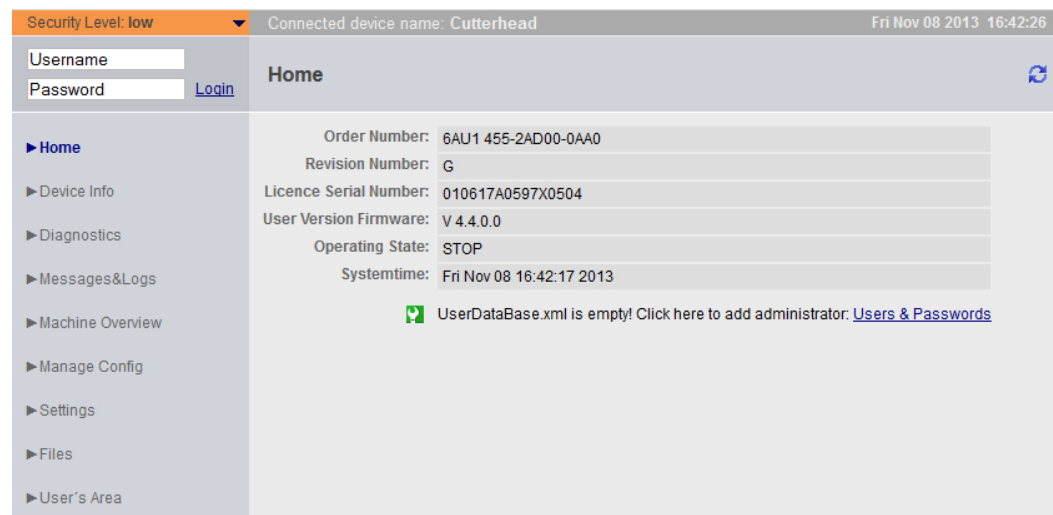 Security Level: low
Connected device name: Cutterhead
Fri Nov 08 2013 16:42:26
Username
Password
Login
Home
►Home
►Device Info
►Diagnostics
►Messages&Logs
►Machine Overview
►Manage Config
►Settings
►Files
►User´s Area
Order Number: 6AU1 455-2AD00-0AA0
Revision Number: G
Licence Serial Number: 010617A0597X0504
User Version Firmware: V 4.4.0.0
Operating State: STOP
Systemtime: Fri Nov 08 16:42:17 2013
UserDataBase.xml is empty! Click here to add administrator: Users & Passwords